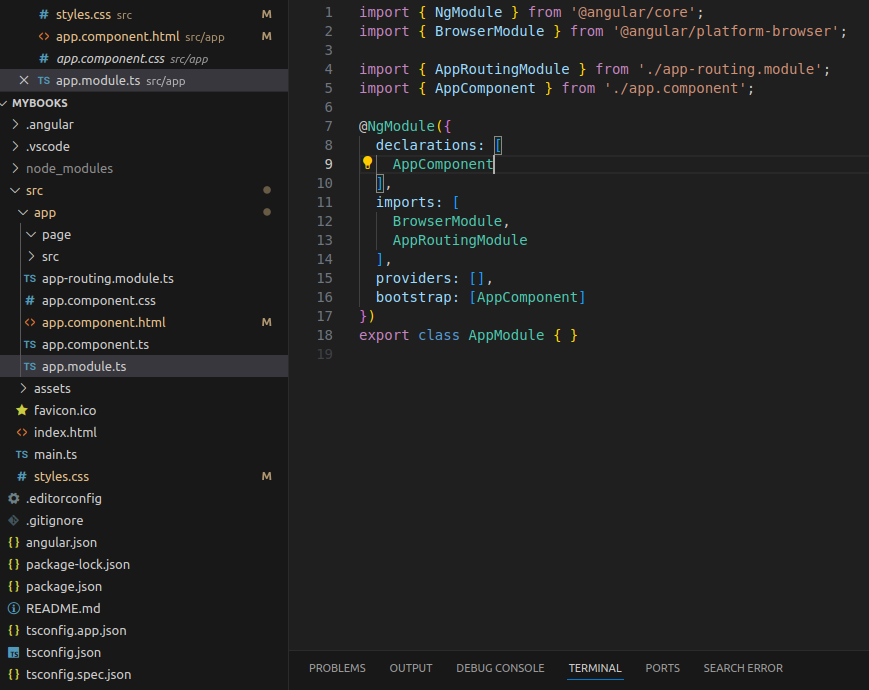 # styles.css src M
<> app.component.html src/app M
# app.component.css src/app
TS app.module.ts src/app
MYBOOKS
.angular
.vscode
node_modules
src
app
page
src
TS app-routing.module.ts
# app.component.css
<> app.component.html M
TS app.component.ts
TS app.module.ts
assets
favicon.ico
<> index.html
TS main.ts
# styles.css M
.editorconfig
.gitignore
{} angular.json
{} package-lock.json
{} package.json
README.md
{} tsconfig.app.json
TS tsconfig.json
{} tsconfig.spec.json
1 import { NgModule } from '@angular/core';
2 import { BrowserModule } from '@angular/platform-browser';
3
4 import { AppRoutingModule } from './app-routing.module';
5 import { AppComponent } from './app.component';
6
7 @NgModule({
8 declarations: [
9 AppComponent
10 ],
11 imports: [
12 BrowserModule,
13 AppRoutingModule
14 ],
15 providers: [],
16 bootstrap: [AppComponent]
17 })
18 export class AppModule { }
19
PROBLEMS OUTPUT DEBUG CONSOLE TERMINAL PORTS SEARCH ERROR